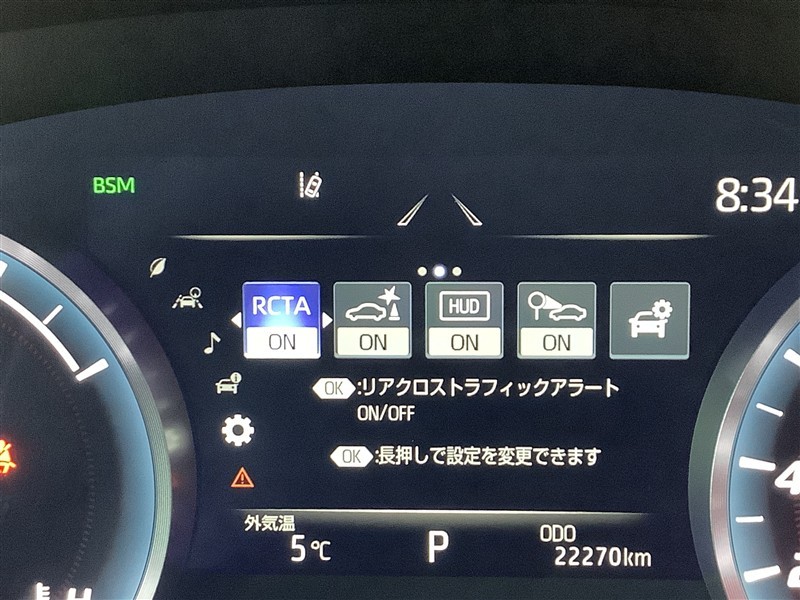 BSM
8:34
RCTA
ON
ON
HUD
ON
ON
OK :リアクロストラフィックアラート
ON/OFF
OK :長押しで設定を変更できます
外気温
5℃
P
ODO
22270km
4
2
H